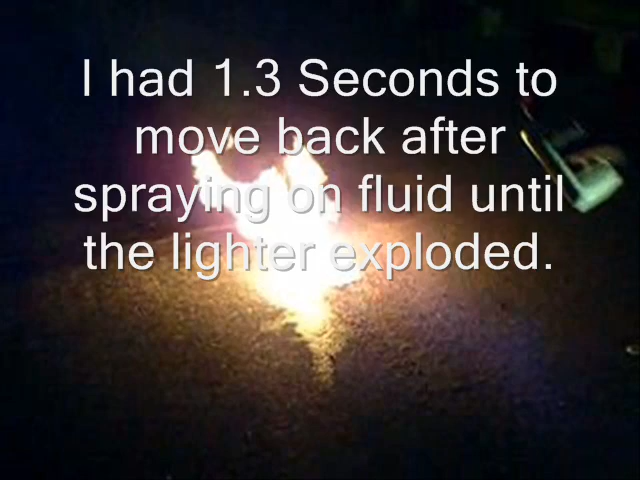 I had 1.3 Seconds to
move back after
spraying on fluid until
the lighter exploded.